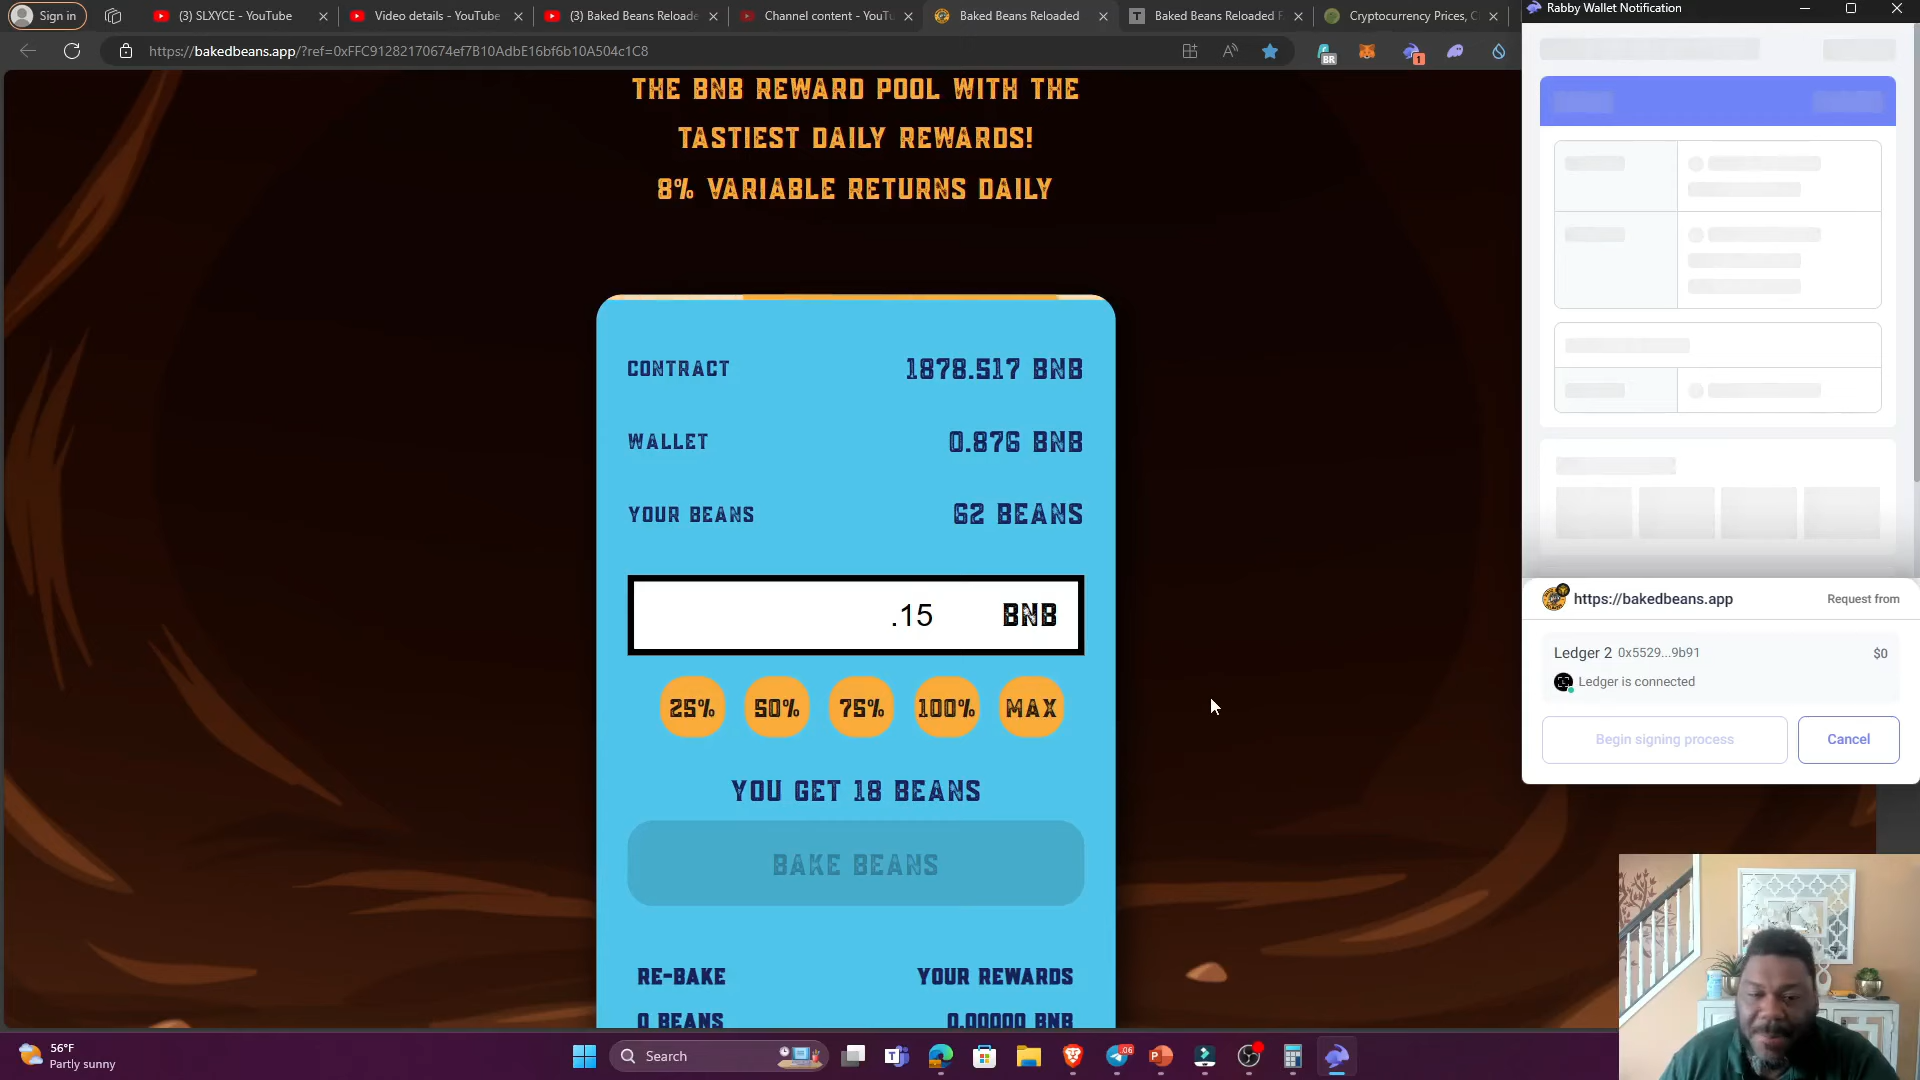 Sign in
(3) SLXYCE - YouTube
Video details - YouTube
(3) Baked Beans Reloade
Channel content - YouTu
Baked Beans Reloaded
Baked Beans Reloaded F
Cryptocurrency Prices, C
Rabby Wallet Notification
https://bakedbeans.app/?ref=0xFFC91282170674ef7B10AdbE16bf6b10A504c1C8
BR
1
THE BNB REWARD POOL WITH THE
TASTIEST DAILY REWARDS!
8% VARIABLE RETURNS DAILY
CONTRACT
1878.517 BNB
WALLET
0.876 BNB
YOUR BEANS
62 BEANS
.15 BNB
25%
50%
75%
100%
MAX
YOU GET 18 BEANS
BAKE BEANS
RE-BAKE
YOUR REWARDS
0 BEANS
0.00000 BNB
https://bakedbeans.app
Request from
Ledger 2 0x5529...9b91
$0
Ledger is connected
Begin signing process
Cancel
56°F
Partly sunny
Search
.06